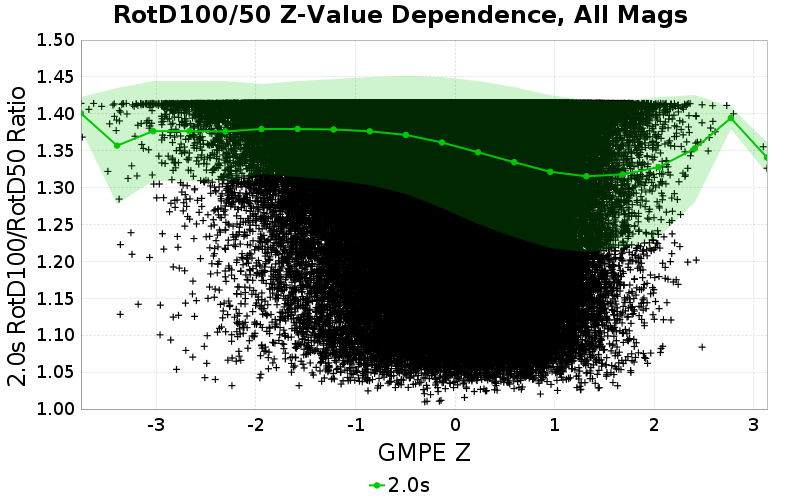 RotD100/50 Z-Value Dependence, All Mags
2.0s RotD100/RotD50 Ratio
1.50
1.45
1.40
1.35
1.30
1.25
1.20
1.15
1.10
1.05
1.00
-3 -2 -1 0 1 2 3
GMPE Z
2.0s